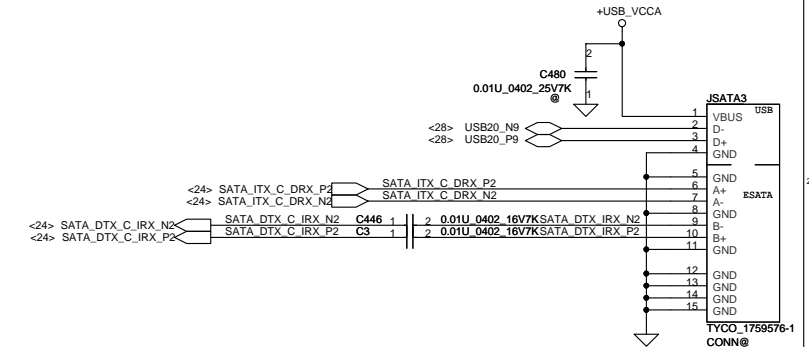 +USB_VCCA
2
C480
0.01U_0402_25V7K
@
1
JSATA3
USB
1 VBUS
<28> USB20_N9 2 D-
<28> USB20_P9 3 D+
4 GND
5 GND
ESATA
<24> SATA_ITX_C_DRX_P2 SATA_ITX_C_DRX_P2 6 A+
<24> SATA_ITX_C_DRX_N2 SATA_ITX_C_DRX_N2 7 A-
8 GND
<24> SATA_DTX_C_IRX_N2 SATA_DTX_C_IRX_N2 C446 1 2 0.01U_0402_16V7K SATA_DTX_IRX_N2 9 B-
<24> SATA_DTX_C_IRX_P2 SATA_DTX_C_IRX_P2 C3 1 2 0.01U_0402_16V7K SATA_DTX_IRX_P2 10 B+
11 GND
12 GND
13 GND
14 GND
15 GND
TYCO_1759576-1
CONN@